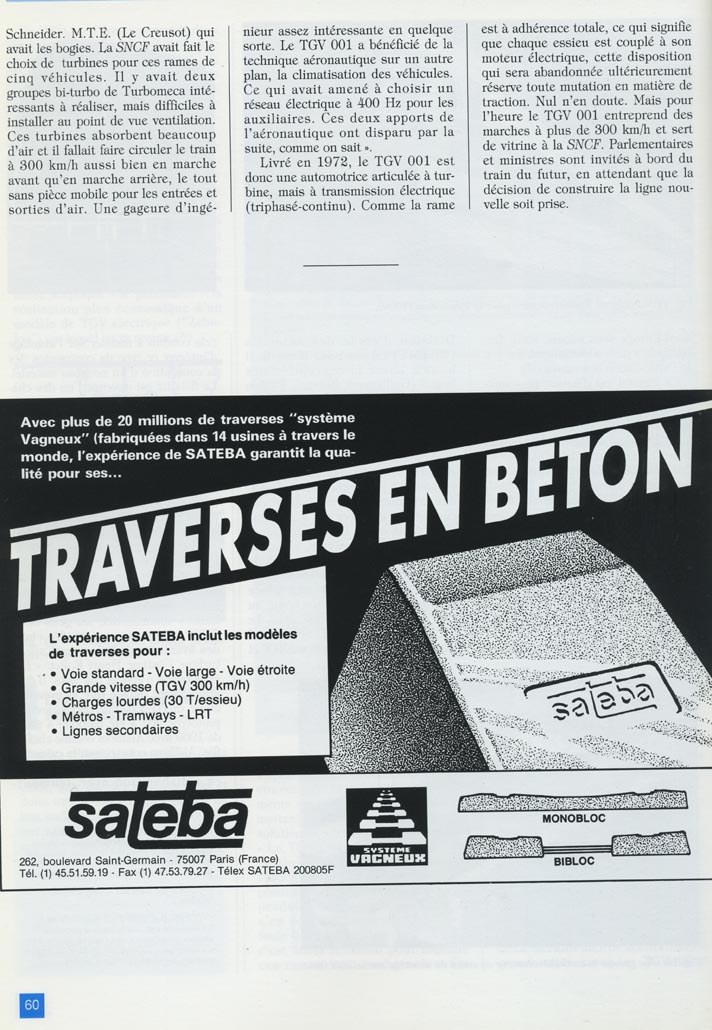 Schneider. M.T.E. (Le Creusot) qui
avait les bogies. La SNCF avait fait le
choix de turbines pour ces rames de
cinq véhicules. Il y avait deux
groupes bi-turbo de Turbomeca inté-
ressants à réaliser, mais difficiles à
installer au point de vue ventilation.
Ces turbines absorbent beaucoup
d'air et il fallait faire circuler le train
à 300 km/h aussi bien en marche
avant qu'en marche arrière, le tout
sans pièce mobile pour les entrées et
sorties d'air. Une gageure d'ingé-
nieur assez intéressante en quelque
sorte. Le TGV 001 a bénéficié de la
technique aéronautique sur un autre
plan, la climatisation des véhicules.
Ce qui avait amené à choisir un
réseau électrique à 400 Hz pour les
auxiliaires. Ces deux apports de
l'aéronautique ont disparu par la
suite, comme on sait ».
Livré en 1972, le TGV 001 est
donc une automotrice articulée à tur-
bine, mais à transmission électrique
(triphasé-continu). Comme la rame
est à adhérence totale, ce qui signifie
que chaque essieu est couplé à son
moteur électrique, cette disposition
qui sera abandonnée ultérieurement
réserve toute mutation en matière de
traction. Nul n'en doute. Mais pour
l'heure le TGV 001 entreprend des
marches à plus de 300 km/h et sert
de vitrine à la SNCF. Parlementaires
et ministres sont invités à bord du
train du futur, en attendant que la
décision de construire la ligne nou-
velle soit prise.
Avec plus de 20 millions de traverses "système
Vagneux" (fabriquées dans 14 usines à travers le
monde, l'expérience de SATEBA garantit la qua-
lité pour ses...
TRAVERSES EN BETON
L'expérience SATEBA inclut les modèles
de traverses pour :
• Voie standard - Voie large - Voie étroite
• Grande vitesse (TGV 300 km/h)
• Charges lourdes (30 T/essieu)
• Métros - Tramways - LRT
• Lignes secondaires
sateba
sateba
262, boulevard Saint-Germain - 75007 Paris (France)
Tél. (1) 45.51.59.19 - Fax (1) 47.53.79.27 - Télex SATEBA 200805F
SYSTEME
VAGNEUX
MONOBLOC
BIBLOC
60